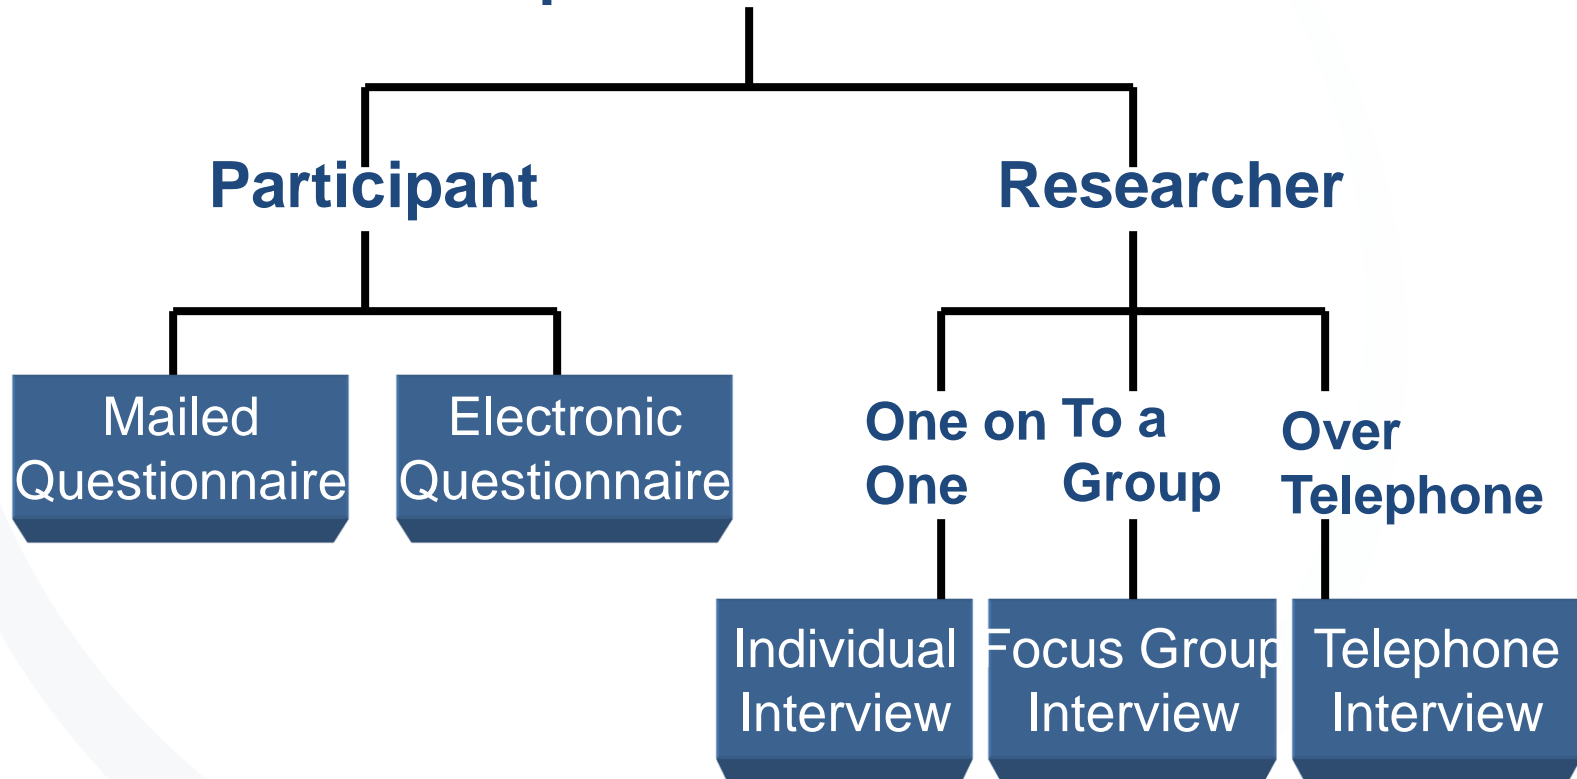 Participant
Researcher
Mailed
Questionnaire
Electronic
Questionnaire
One on
One
To a
Group
Over
Telephone
Individual
Interview
Focus Group
Interview
Telephone
Interview